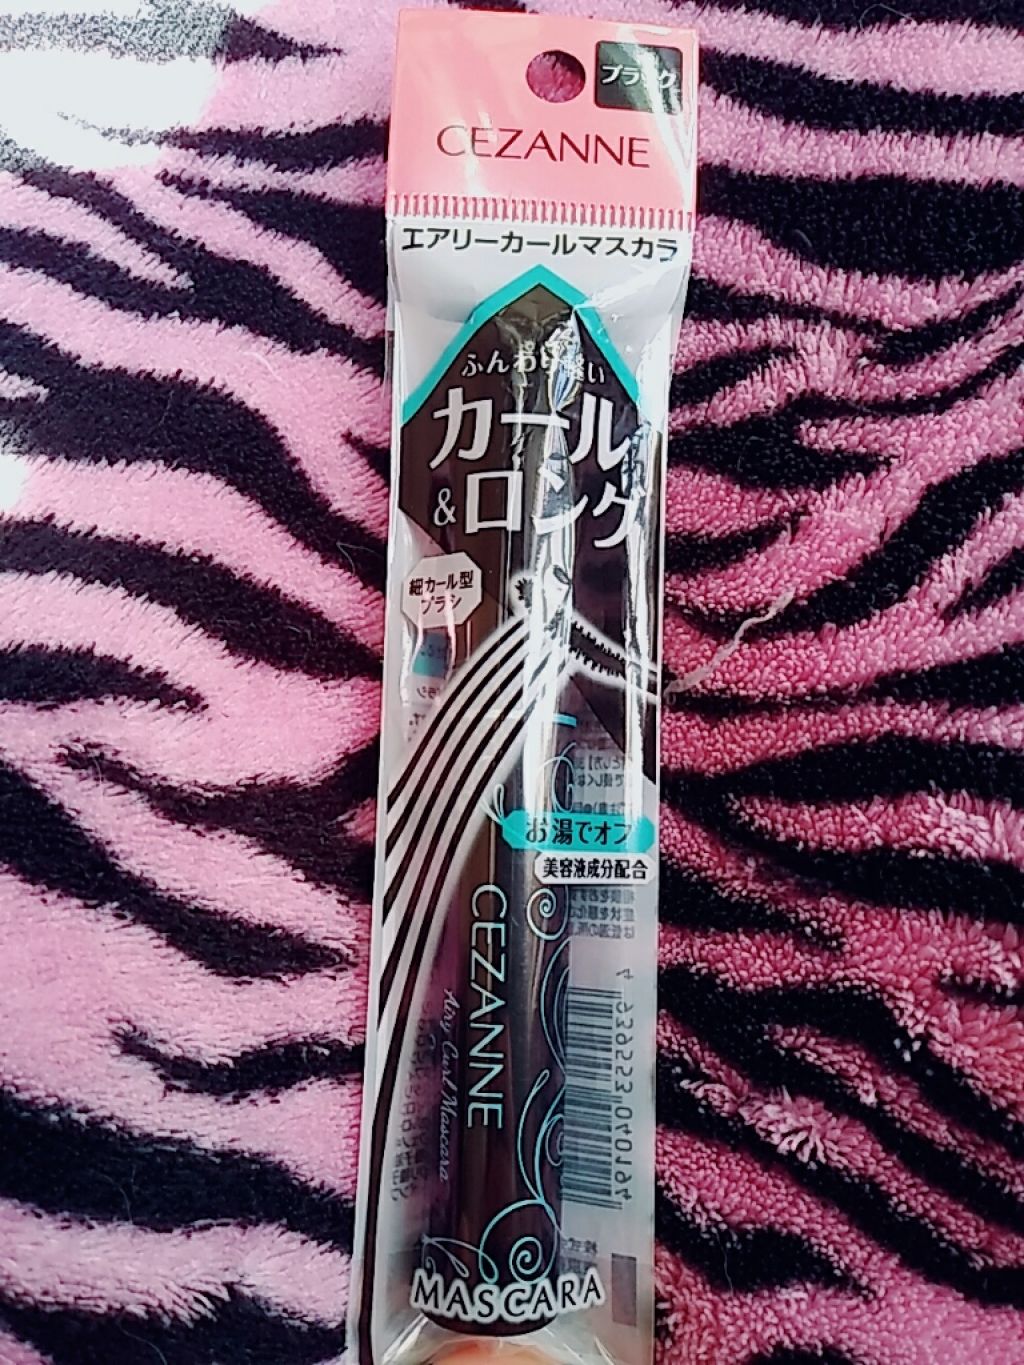 ブラック
CEZANNE
エアリーカールマスカラ
ふんわり軽い
カール
&ロング
細カール型
ブラシ
お湯でオフ
美容液成分配合
CEZANNE
Airy Curl Mascara
MASCARA